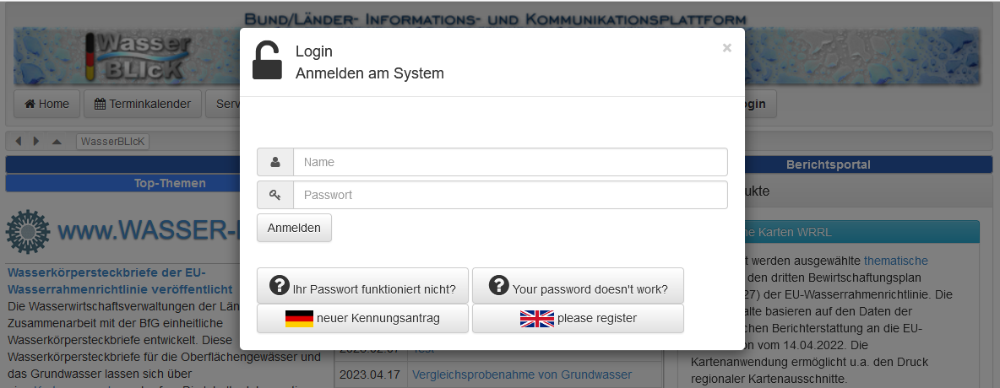 BUND/LÄNDER- INFORMATIONS- UND KOMMUNIKATIONSPLATTFORM
Wasser
BLIcK
Login
Anmelden am System
×
Home
Terminkalender
Serv
ogin
WasserBLIcK
Name
Passwort
Anmelden
Ihr Passwort funktioniert nicht?
Your password doesn't work?
neuer Kennungsantrag
please register
Top-Themen
www.WASSER-
Wasserkörpersteckbriefe der EU-
Wasserrahmenrichtlinie veröffentlicht
Die Wasserwirtschaftsverwaltungen der Län
Zusammenarbeit mit der BfG einheitliche
Wasserkörpersteckbriefe entwickelt. Diese
Wasserkörpersteckbriefe für die Oberflächengewässer und
das Grundwasser lassen sich über
Test
2023.04.17 Vergleichsprobenahme von Grundwasser
Berichtsportal
ukte
ne Karten WRRL
t werden ausgewählte thematische
den dritten Bewirtschaftungsplan
27) der EU-Wasserrahmenrichtlinie. Die
alte basieren auf den Daten der
chen Berichterstattung an die EU-
on vom 14.04.2022. Die
Kartenanwendung ermöglicht u.a. den Druck
regionaler Kartenausschnitte.